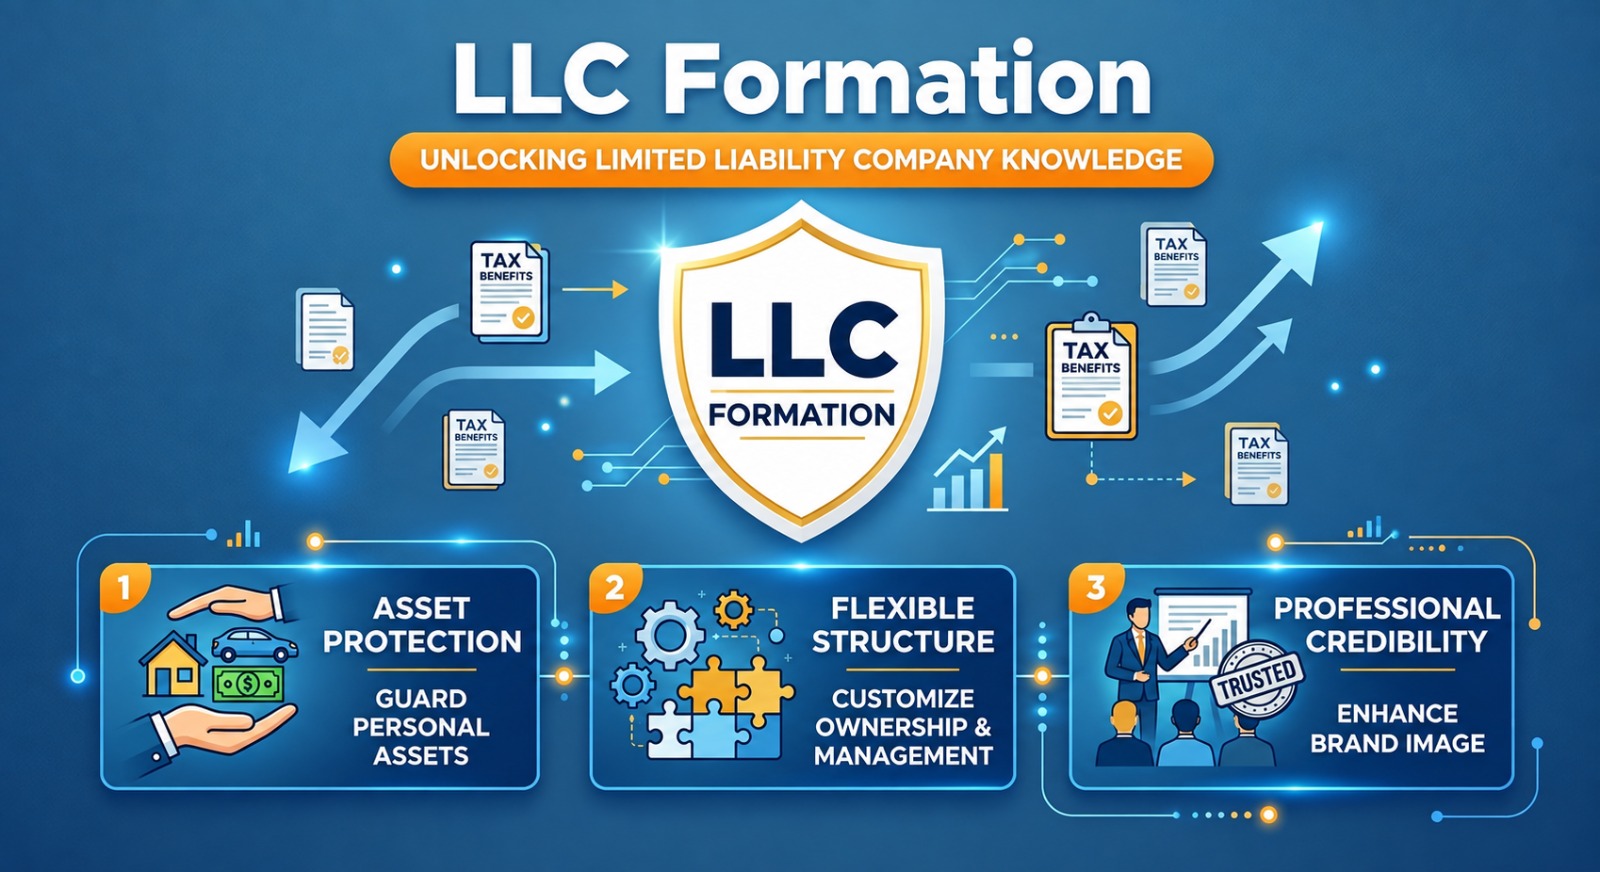 LLC Formation
UNLOCKING LIMITED LIABILITY COMPANY KNOWLEDGE
TAX
BENEFITS
TAX
BENEFITS
LLC
FORMATION
TAX
BENEFITS
TAX
BENEFITS
TAX
BENEFITS
1
ASSET
PROTECTION
GUARD
PERSONAL
ASSETS
$
2
FLEXIBLE
STRUCTURE
CUSTOMIZE
OWNERSHIP &
MANAGEMENT
3
PROFESSIONAL
CREDIBILITY
TRUSTED
ENHANCE
BRAND IMAGE